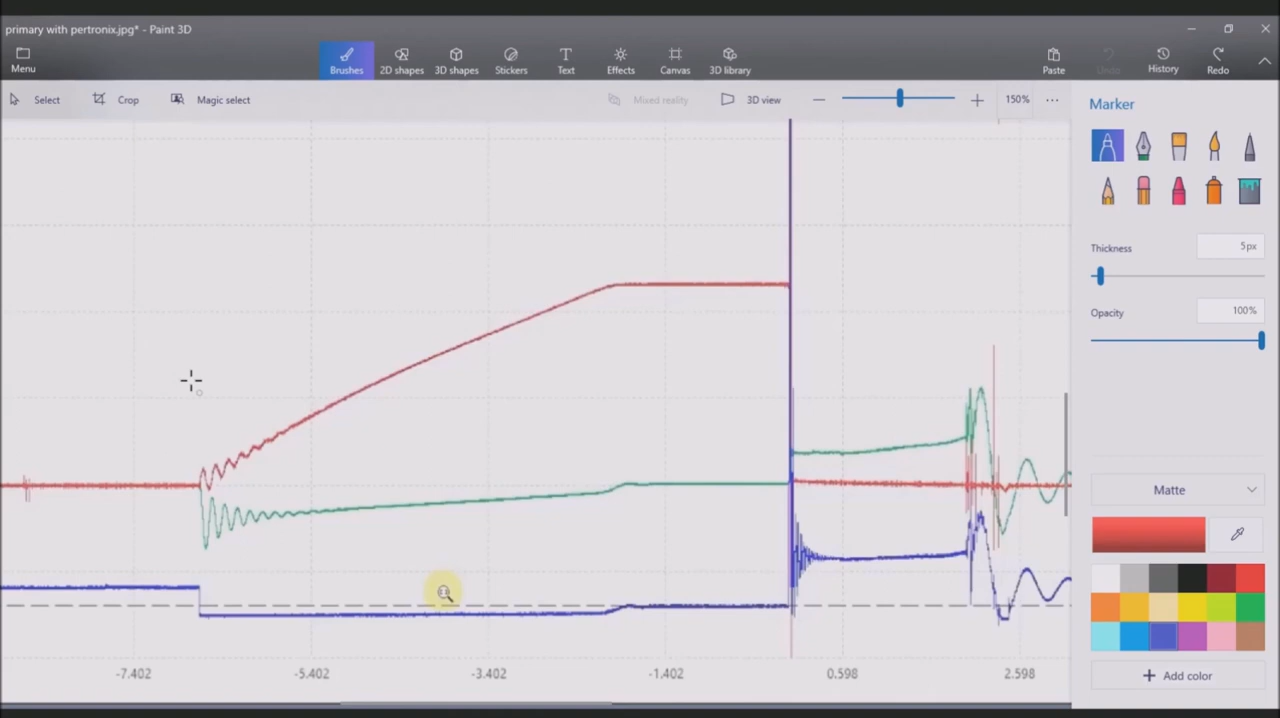 primary with pertronix.jpg* - Paint 3D
Menu
Brushes
2D shapes
3D shapes
Stickers
Text
Effects
Canvas
3D library
Paste
Undo
History
Redo
Select
Crop
Magic select
Mixed reality
3D view
150%
Marker
Thickness
5px
Opacity
100%
Matte
Add color
-7.402
-5.402
-3.402
-1.402
0.598
2.598